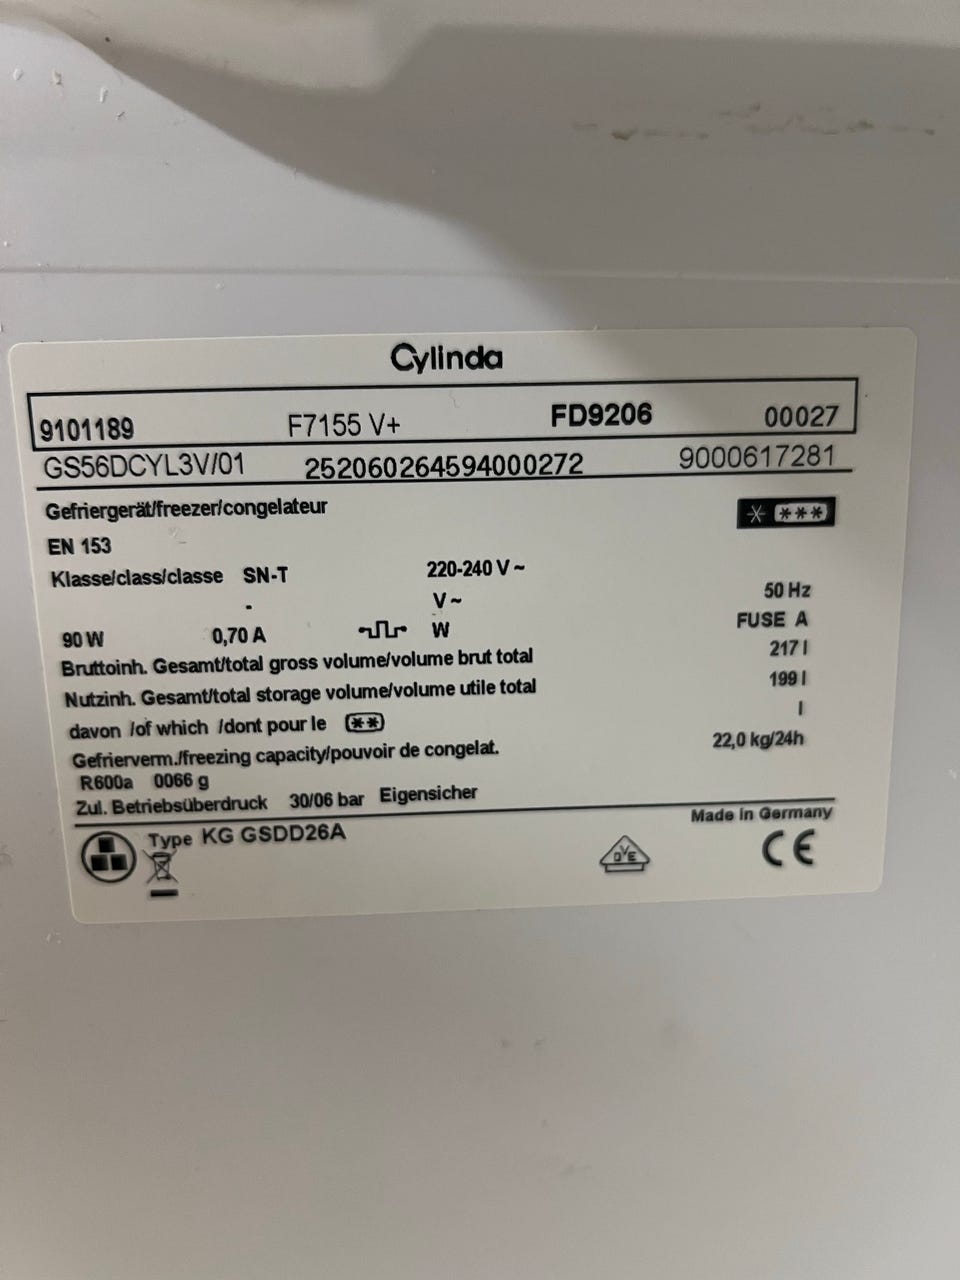 Cylinda
9101189 F7155 V+ FD9206 00027
GS56DCYL3V/01 252060264594000272 9000617281
Gefriergerät/freezer/congelateur
EN 153
Klasse/class/classe SN-T 220-240 V ~ 50 Hz
- V ~ FUSE A
90 W 0,70 A W
Bruttoinh. Gesamt/total gross volume/volume brut total 217 l
Nutzinh. Gesamt/total storage volume/volume utile total 199 l
davon /of which /dont pour le l
Gefrierverm./freezing capacity/pouvoir de congelat. 22,0 kg/24h
R600a 0066 g
Zul. Betriebsüberdruck 30/06 bar Eigensicher
Made in Germany
Type KG GSDD26A
DVE CE